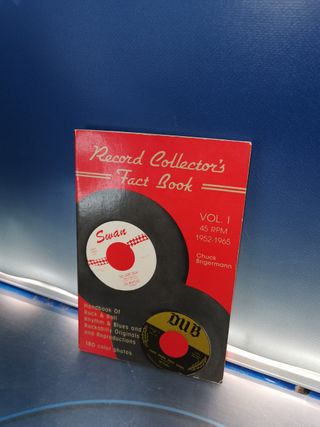 Record Collector's
Fact Book
VOL. 1
45 RPM
1952-1965
Chuck
Brigermann
Swan
Handbook Of
Rock & Roll
Rhythm & Blues and
Rockabilly Originals
and Reproductions
180 color photos
DUB